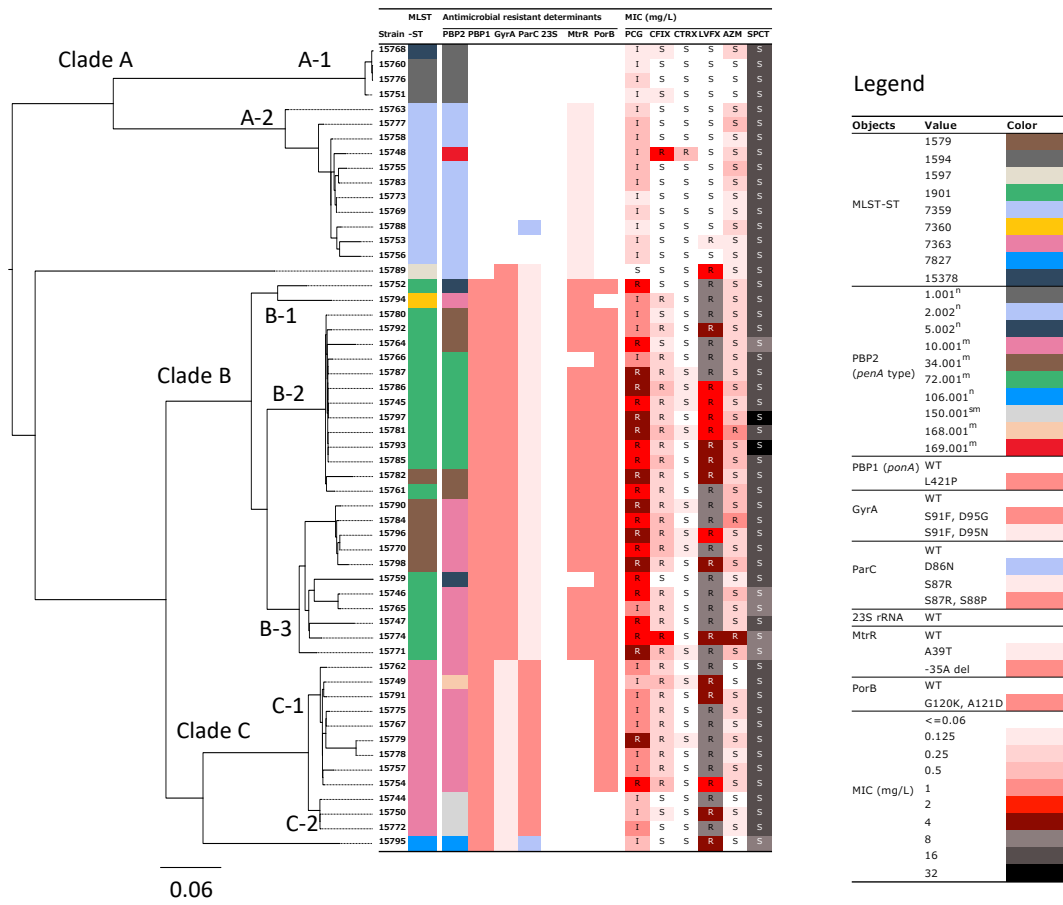 MLST Antimicrobial resistant determinants MIC (mg/L)
Strain -ST PBP2 PBP1 GyrA ParC 23S MtrR PorB PCG CFIX CTRX LVFX AZM SPCT
Clade A
A-1
15768 I S S S S S
15760 I S S S S S
15776 I S S S S S
15751 I S S S S S
A-2
15763 I S S S S S
15777 I S S S S S
15758 I S S S S S
15748 I R R S S S
15755 I S S S S S
15783 I S S S S S
15773 I S S S S S
15769 I S S S S S
15788 I S S S S S
15753 I S S R S S
15756 I S S S S S
15789 S S S R S S
Clade B
B-1
15752 R S S R S S
15794 I R S R S S
B-2
15780 I S S R S S
15792 I R S R S S
15764 R S S R S S
15766 I R S R S S
15787 R R S R S S
15786 R R S R S S
15745 R R S R S S
15797 R R S R S S
15781 R R S R R S
15793 R R S R S S
15785 R R S R S S
15782 R R S R S S
15761 R R S R S S
B-3
15790 R R S R S S
15784 R R S R R S
15796 R R S R S S
15770 R R S R S S
15798 R R S R S S
15759 R S S R S S
15746 R R S R S S
15765 I R S R S S
15747 R R S R S S
15774 R R S R R S
15771 R R S R S S
Clade C
C-1
15762 I R S R S S
15749 I R S R S S
15791 I R S R S S
15775 I R S R S S
15767 I R S R S S
15779 R R S R S S
15778 I R S R S S
15757 I R S R S S
15754 R R S R S S
C-2
15744 I S S R S S
15750 I S S R S S
15772 I S S R S S
15795 I S S R S S
0.06
Legend
Objects Value Color
MLST-ST
1579
1594
1597
1901
7359
7360
7363
7827
15378
PBP2
(penA type)
1.001ⁿ
2.002ⁿ
5.002ⁿ
10.001ᵐ
34.001ᵐ
72.001ᵐ
106.001ⁿ
150.001ˢᵐ
168.001ᵐ
169.001ᵐ
PBP1 (ponA) WT
L421P
GyrA
WT
S91F, D95G
S91F, D95N
ParC
WT
D86N
S87R
S87R, S88P
23S rRNA WT
MtrR WT
A39T
-35A del
PorB WT
G120K, A121D
MIC (mg/L)
<=0.06
0.125
0.25
0.5
1
2
4
8
16
32